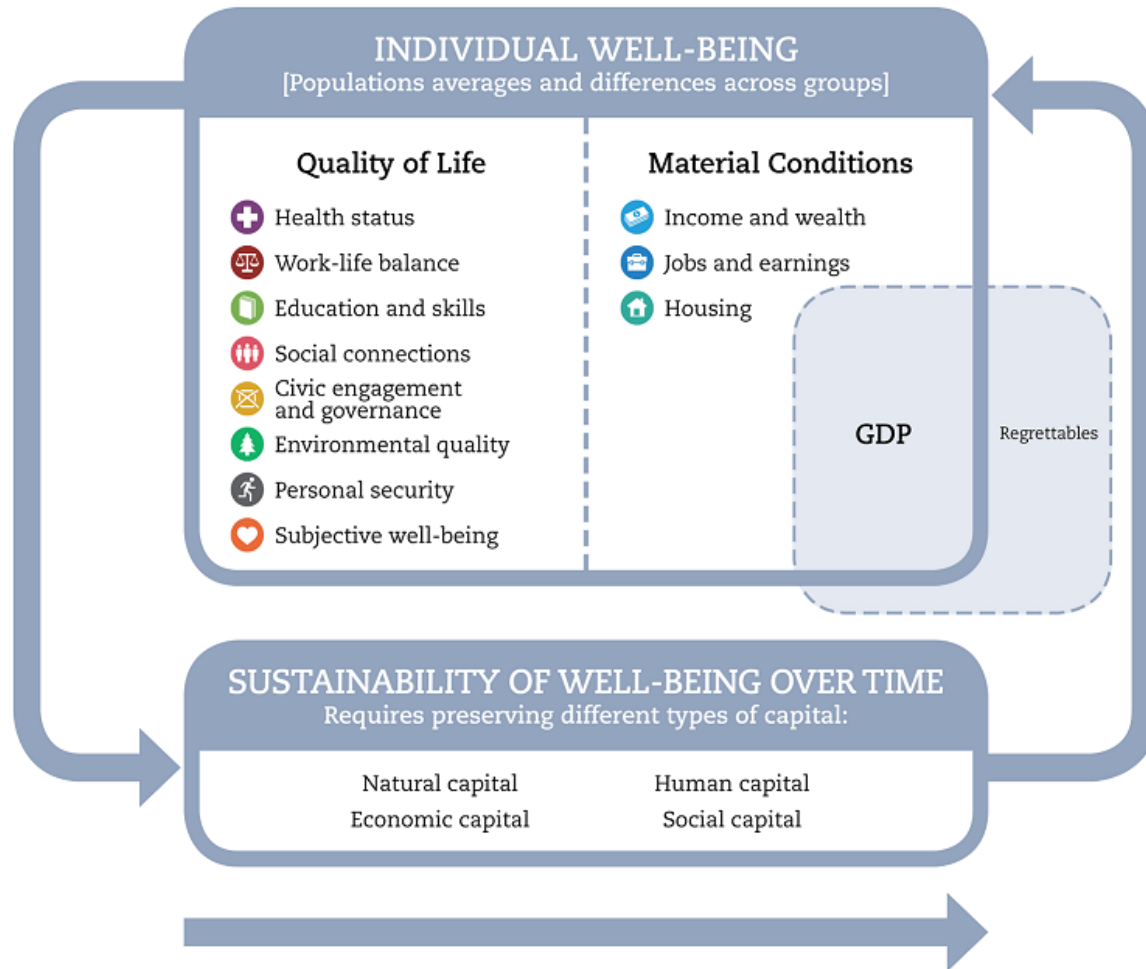 INDIVIDUAL WELL-BEING
[Populations averages and differences across groups]
Quality of Life
Health status
Work-life balance
Education and skills
Social connections
Civic engagement
and governance
Environmental quality
Personal security
Subjective well-being
Material Conditions
Income and wealth
Jobs and earnings
Housing
GDP
Regrettables
SUSTAINABILITY OF WELL-BEING OVER TIME
Requires preserving different types of capital:
Natural capital
Human capital
Economic capital
Social capital